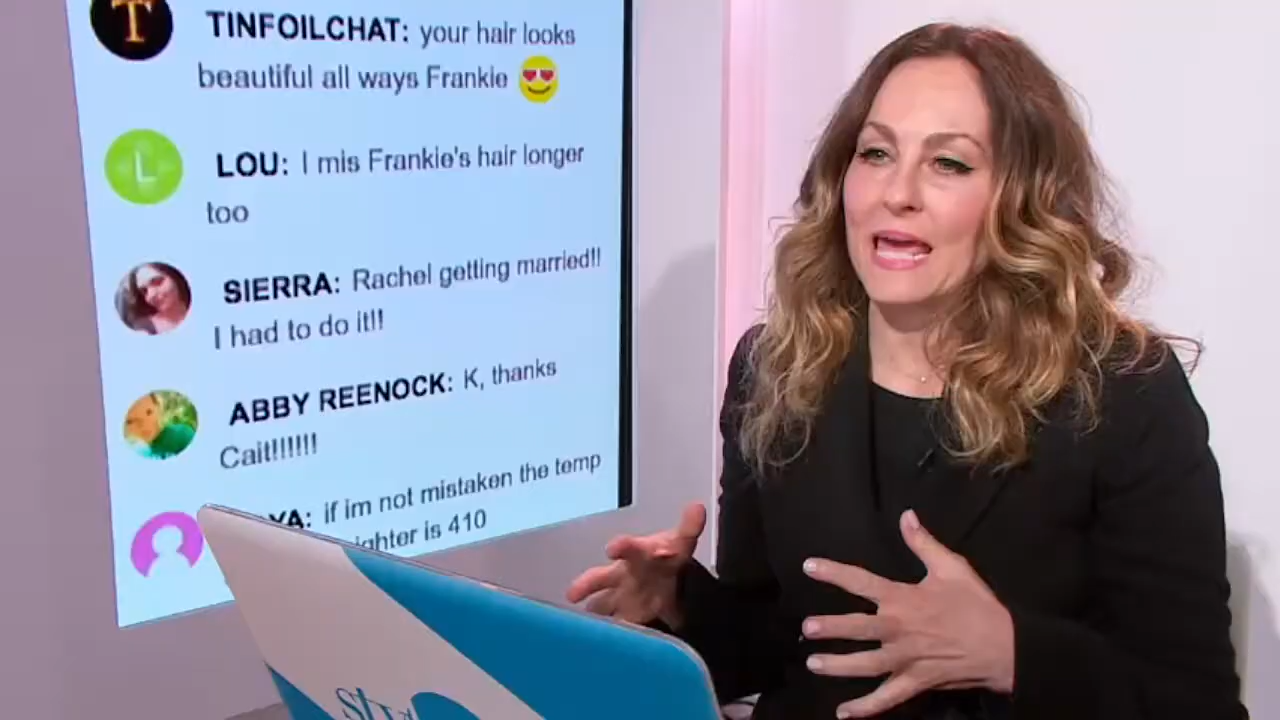 T
TINFOILCHAT: your hair looks
beautiful all ways Frankie
L
LOU: I mis Frankie's hair longer
too
SIERRA: Rachel getting married!!
I had to do it!!
ABBY REENOCK: K, thanks
Cait!!!!!!!
YA: if im not mistaken the temp
ighter is 410